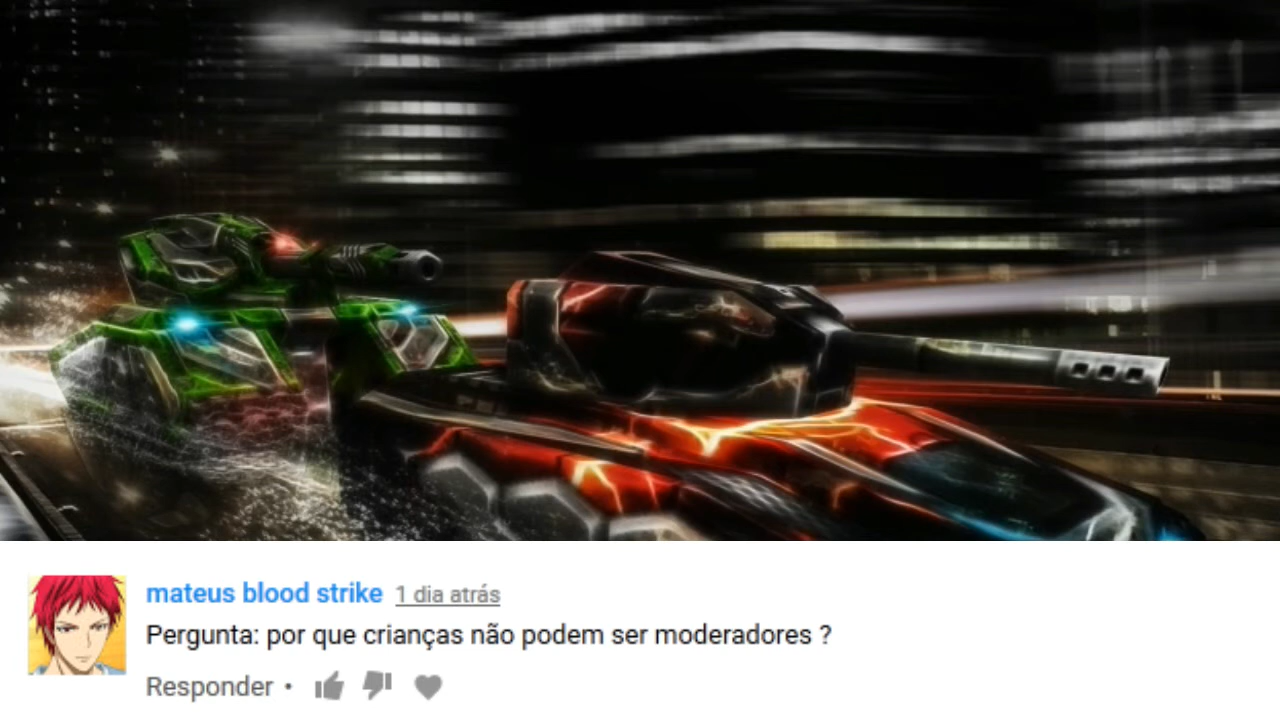 mateus blood strike 1 dia atrás
Pergunta: por que crianças não podem ser moderadores ?
Responder •